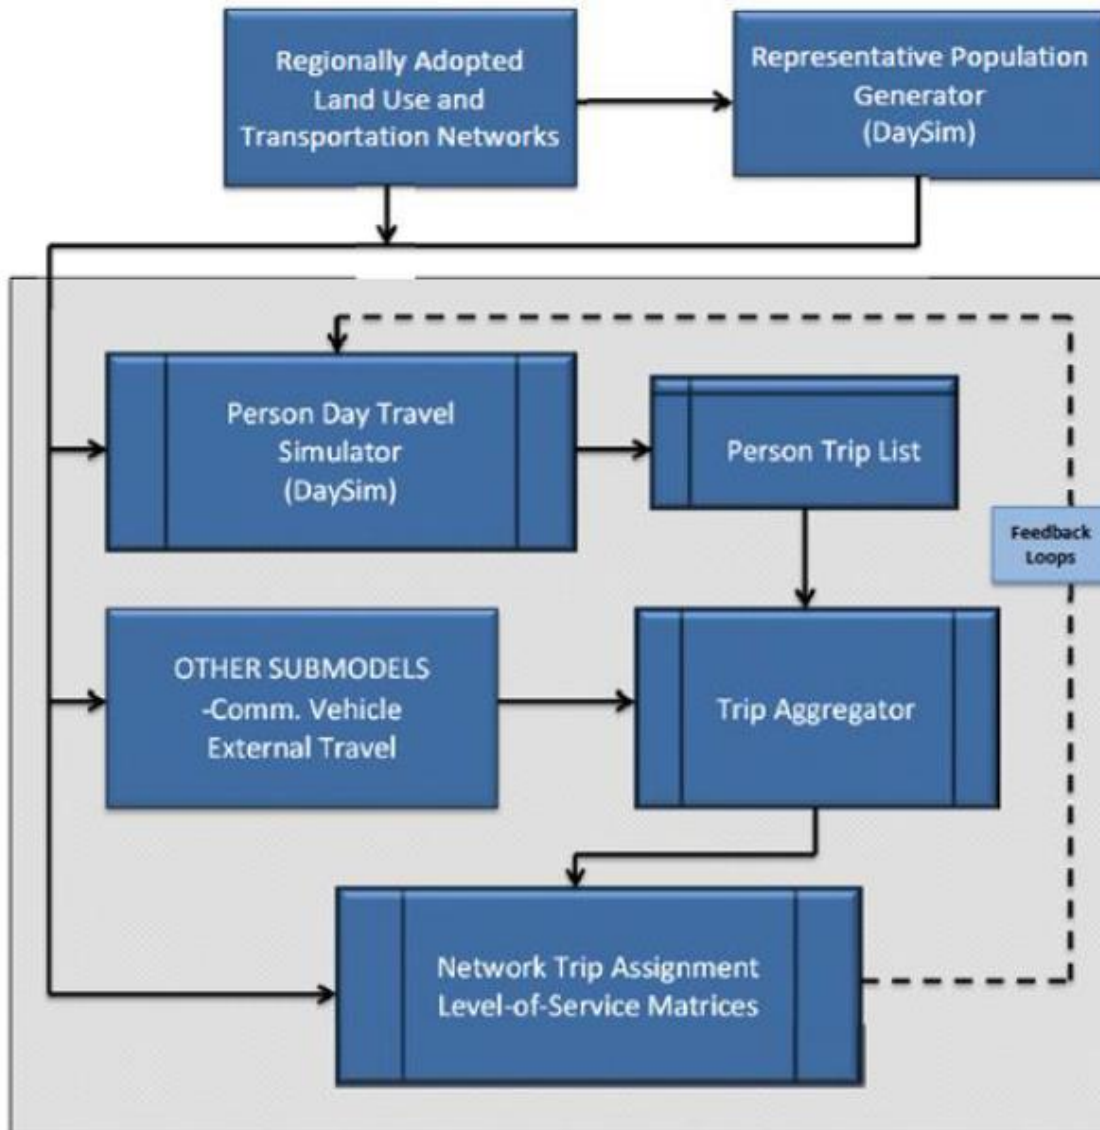 Regionally Adopted
Land Use and
Transportation Networks
Representative Population
Generator
(DaySim)
Person Day Travel
Simulator
(DaySim)
Person Trip List
Feedback
Loops
OTHER SUBMODELS
-Comm. Vehicle
External Travel
Trip Aggregator
Network Trip Assignment
Level-of-Service Matrices